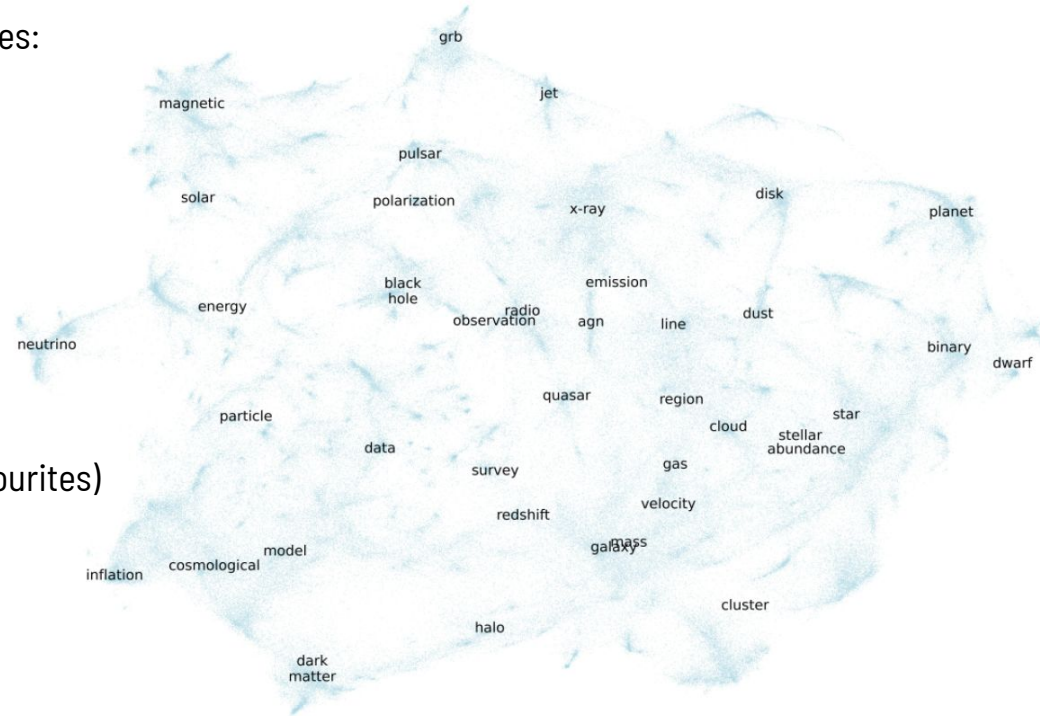 es:
grb
jet
magnetic
pulsar
solar
polarization
x-ray
disk
planet
black
hole
emission
energy
radio
observation
agn
line
dust
neutrino
binary
dwarf
quasar
region
particle
cloud
star
stellar
abundance
data
gas
survey
ourites)
velocity
redshift
mass
galaxy
model
cosmological
inflation
cluster
halo
dark
matter